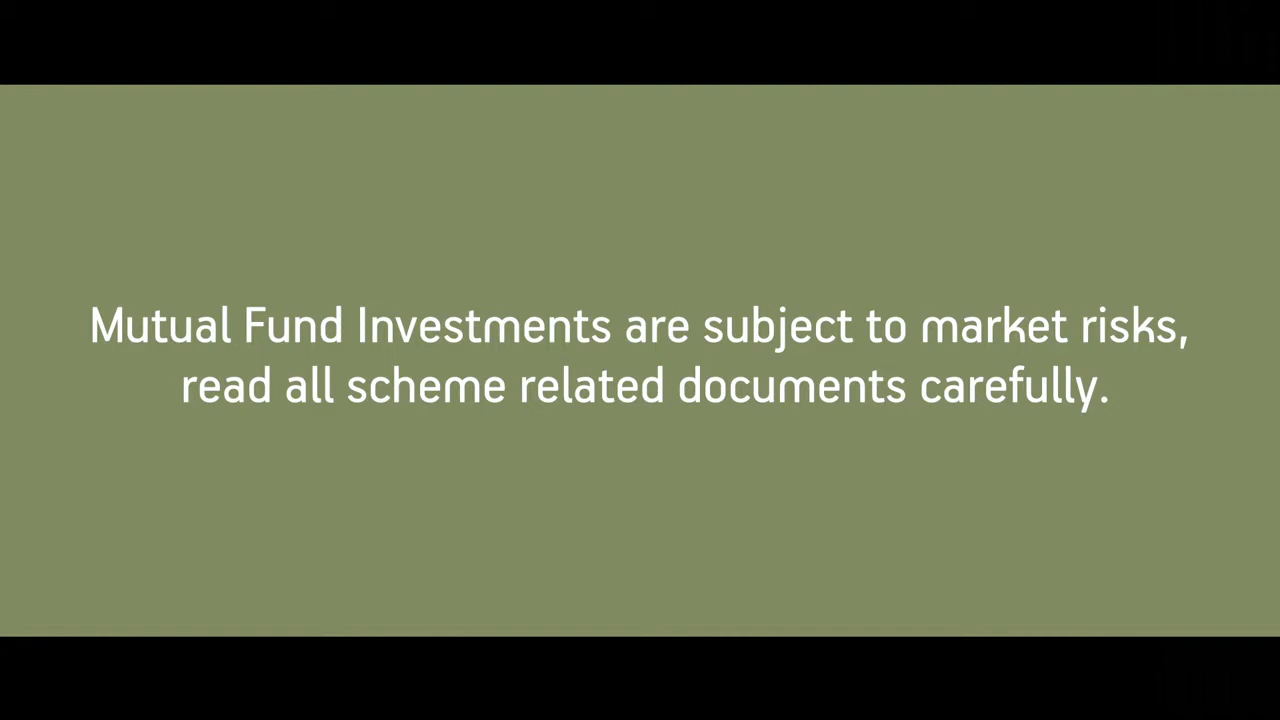 Mutual Fund Investments are subject to market risks,
read all scheme related documents carefully.